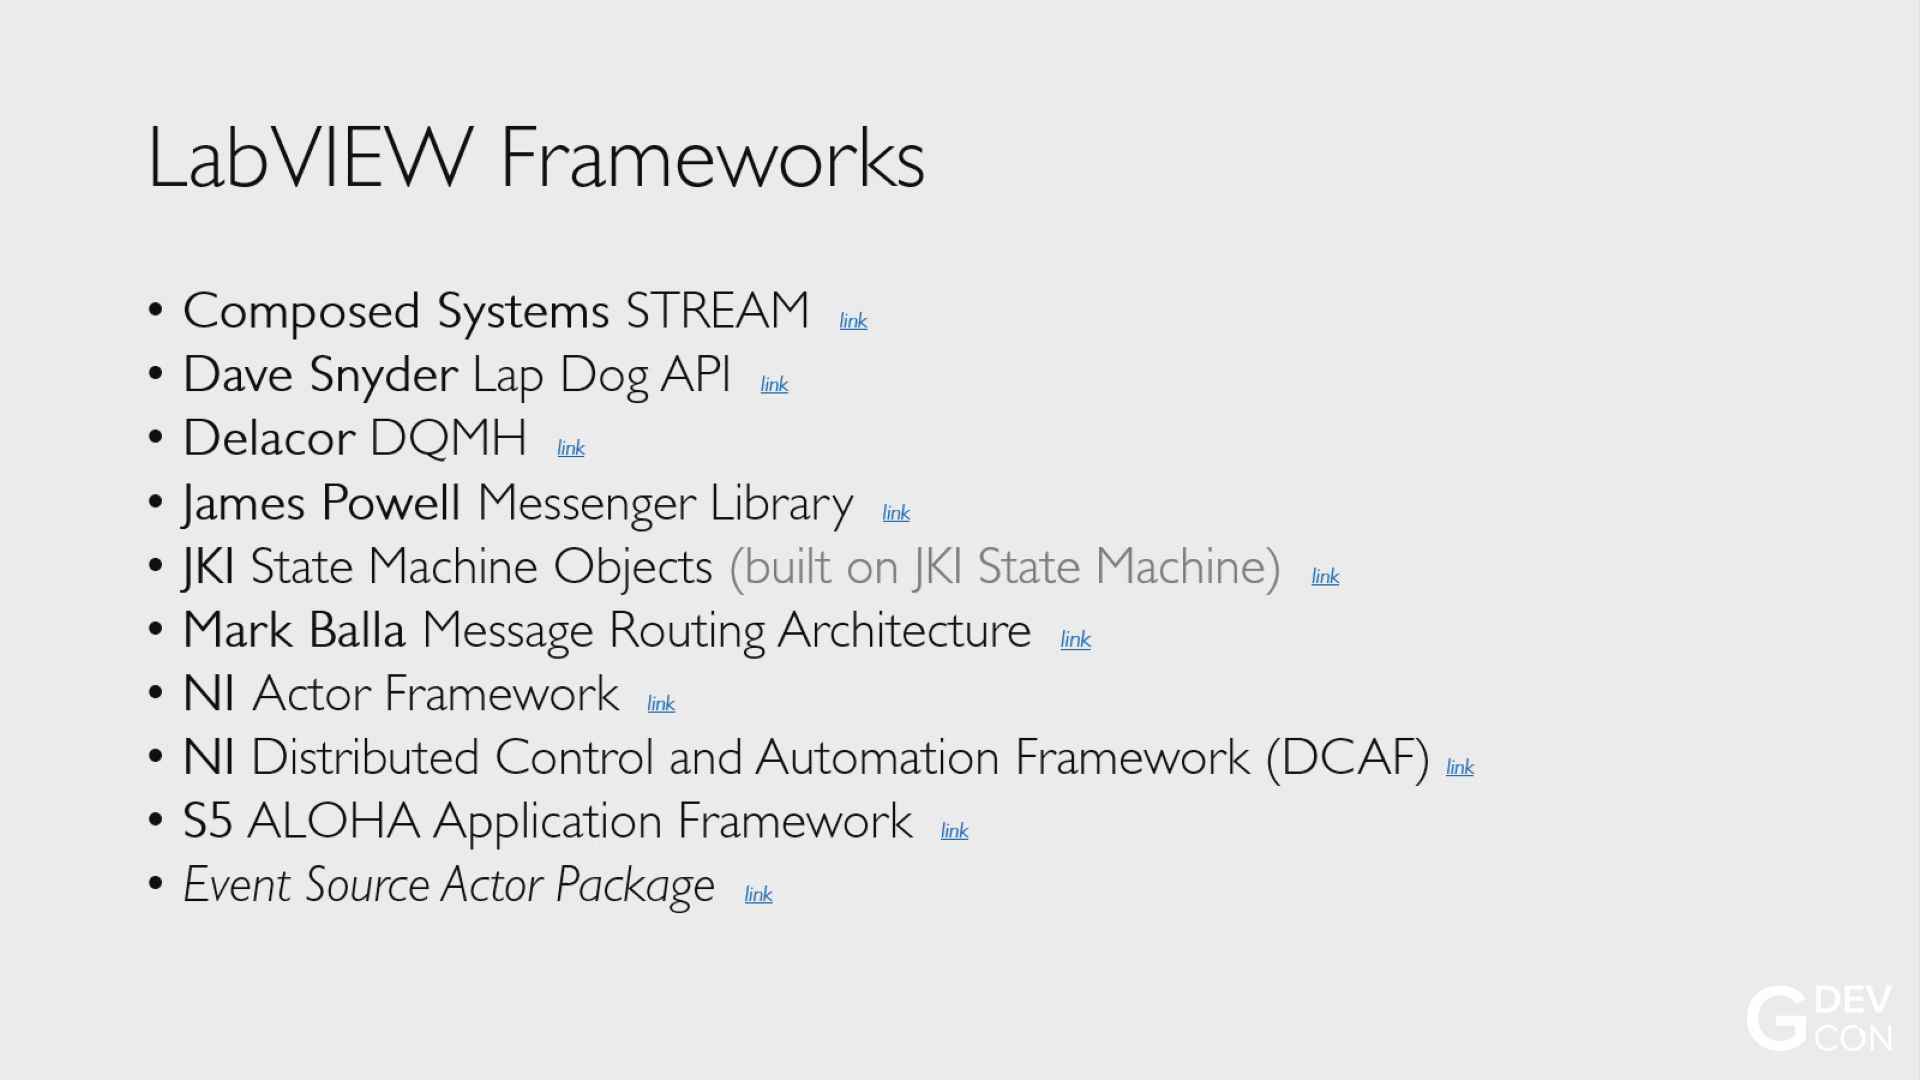 LabVIEW Frameworks
• Composed Systems STREAM link
• Dave Snyder Lap Dog API link
• Delacor DQMH link
• James Powell Messenger Library link
• JKI State Machine Objects (built on JKI State Machine) link
• Mark Balla Message Routing Architecture link
• NI Actor Framework link
• NI Distributed Control and Automation Framework (DCAF) link
• S5 ALOHA Application Framework link
• Event Source Actor Package link
G DEV
CON